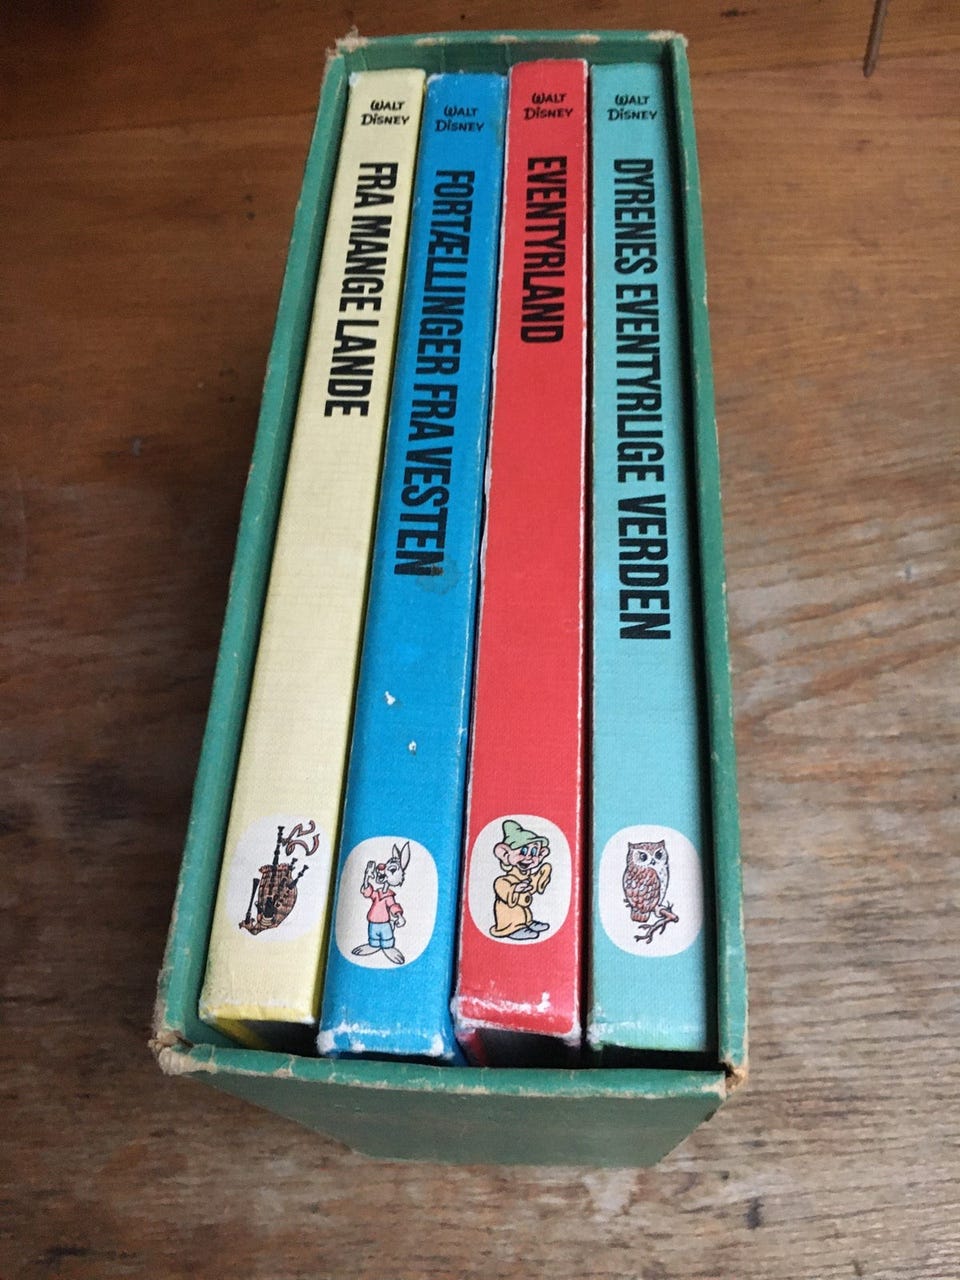 WALT
DISNEY
FRA MANGE LANDE
WALT
DISNEY
FORTÆLLINGER FRA VESTEN
WALT
DISNEY
EVENTYRLAND
WALT
DISNEY
DYRENES EVENTYRLIGE VERDEN